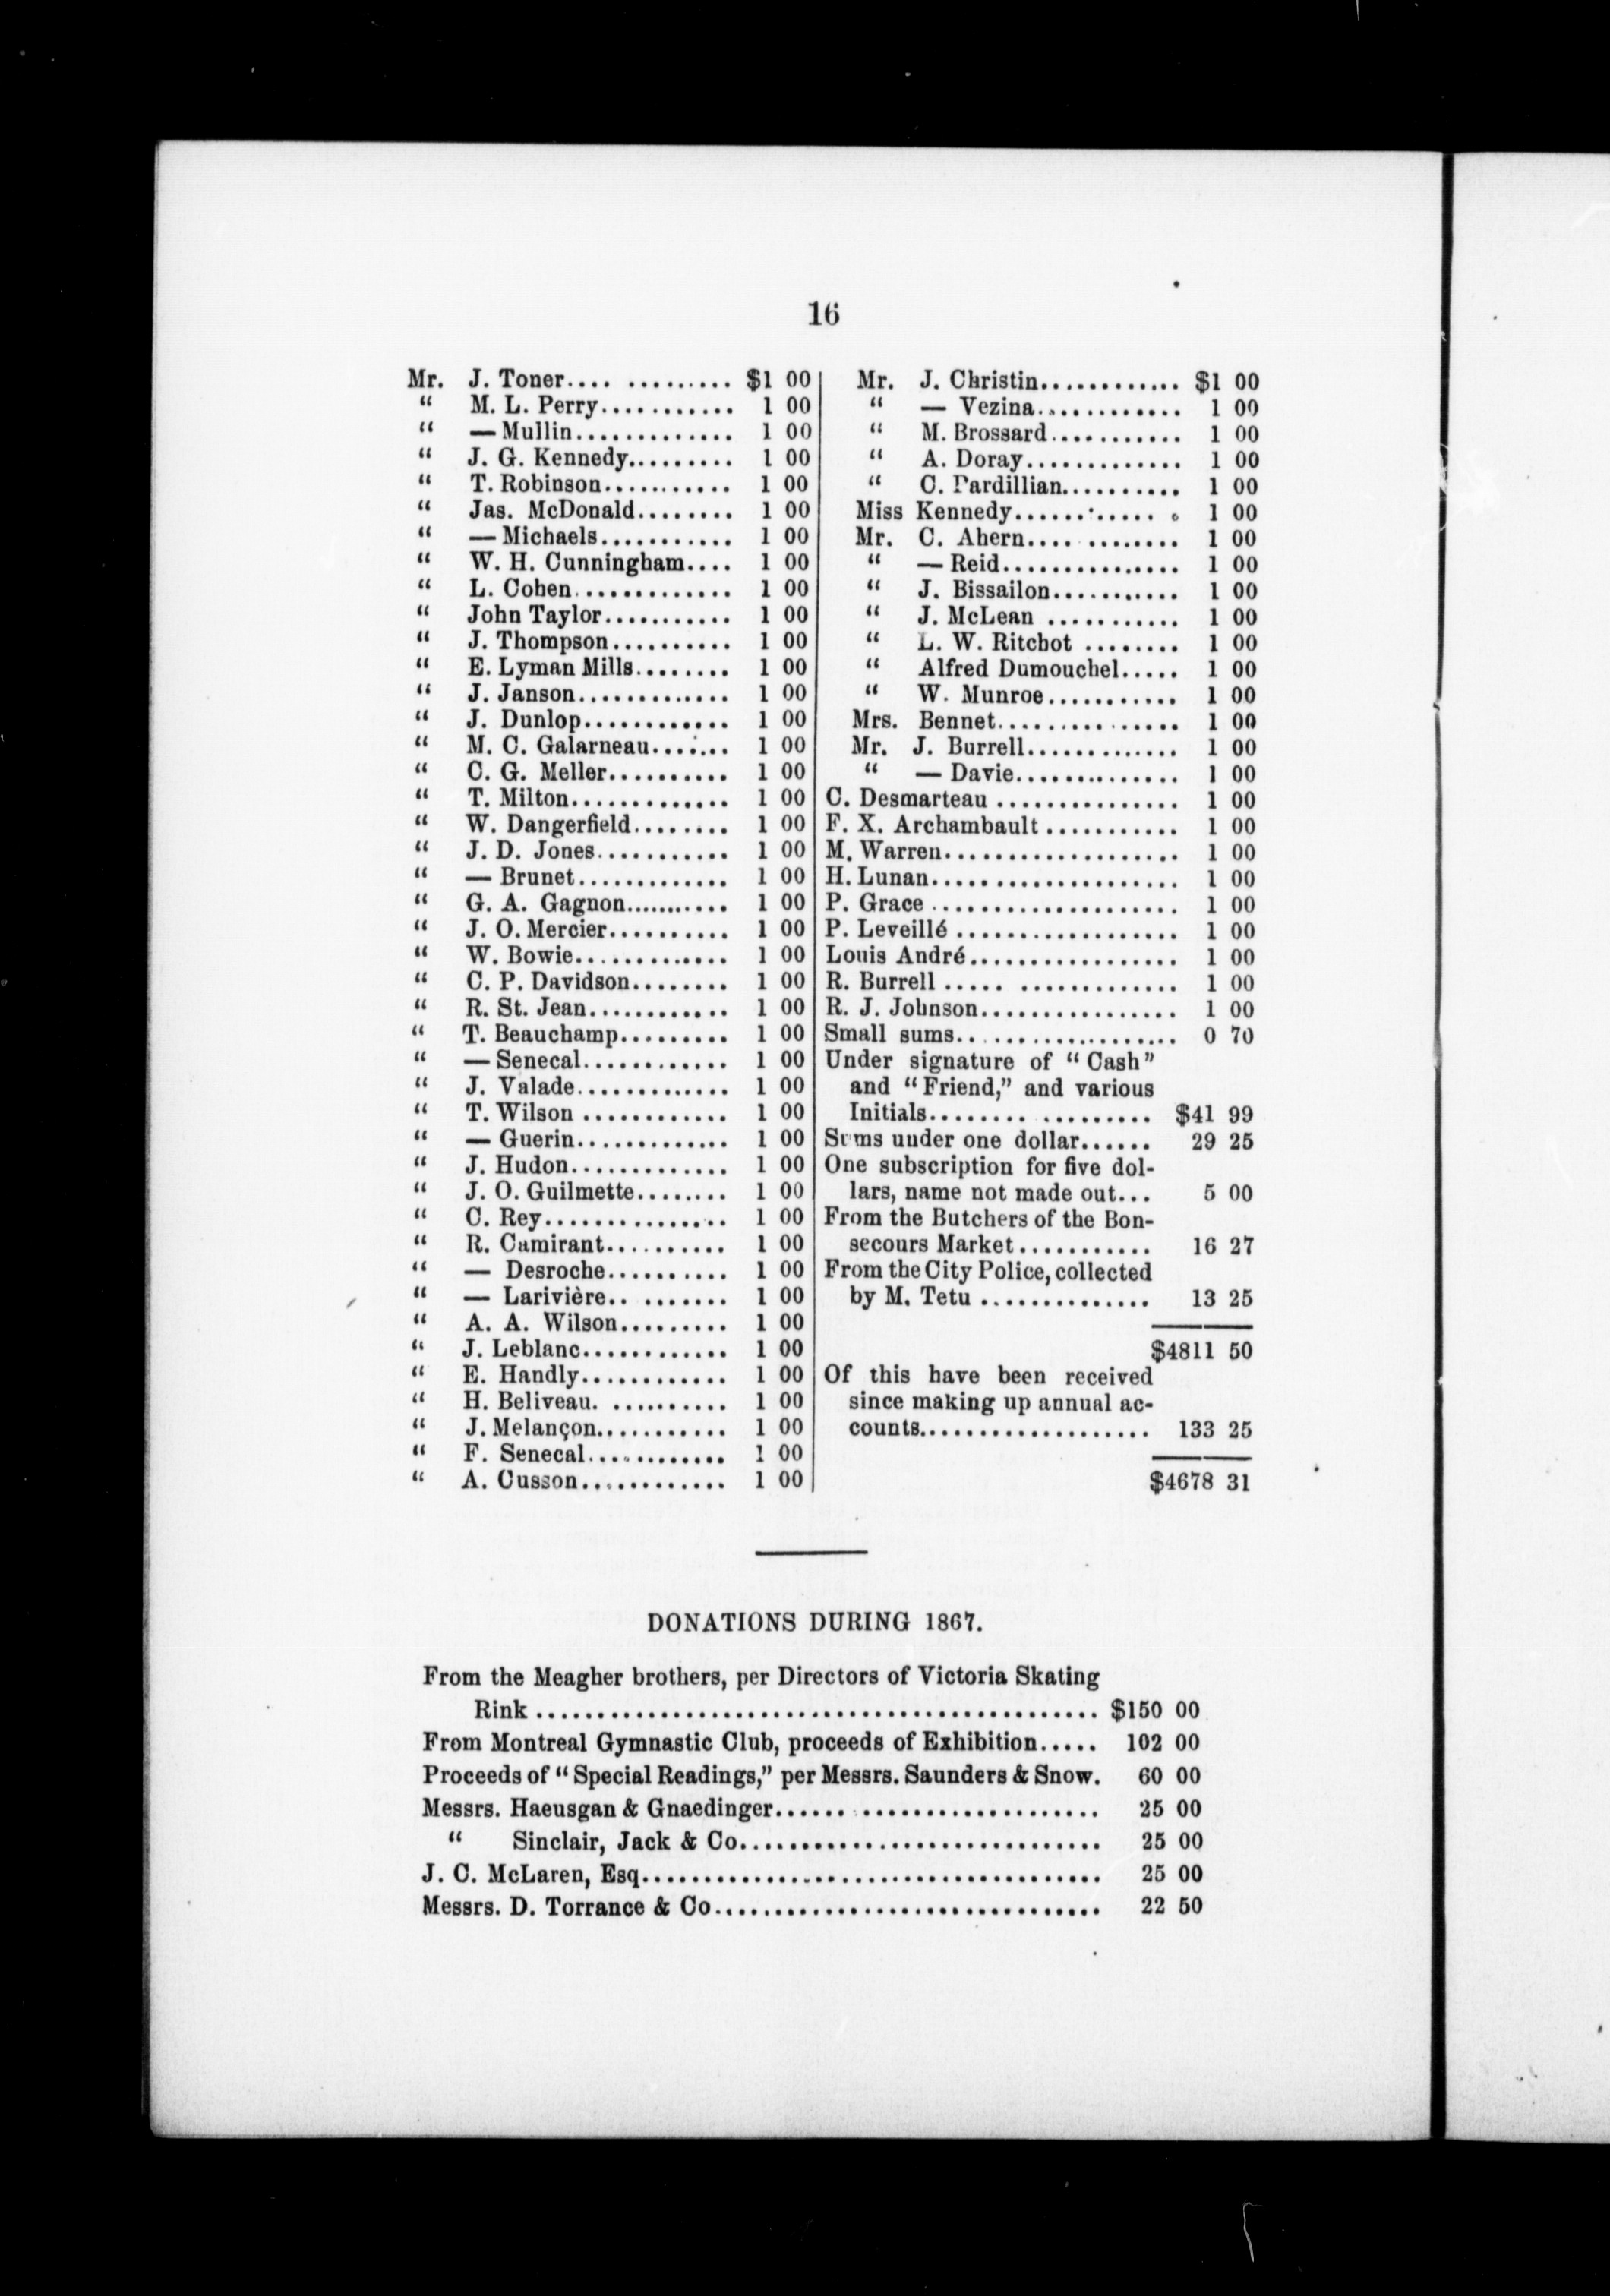 16
Mr. J. Toner.... ......... $1 00
“ M. L. Perry........... 1 00
“ — Mullin............. 1 00
“ J. G. Kennedy......... 1 00
“ T. Robinson........... 1 00
“ Jas. McDonald........ 1 00
“ — Michaels........... 1 00
“ W. H. Cunningham.... 1 00
“ L. Cohen............. 1 00
“ John Taylor........... 1 00
“ J. Thompson.......... 1 00
“ E. Lyman Mills........ 1 00
“ J. Janson............. 1 00
“ J. Dunlop............ 1 00
“ M. C. Galarneau....... 1 00
“ C. G. Meller.......... 1 00
“ T. Milton............. 1 00
“ W. Dangerfield........ 1 00
“ J. D. Jones........... 1 00
“ — Brunet............. 1 00
“ G. A. Gagnon.......... 1 00
“ J. O. Mercier.......... 1 00
“ W. Bowie............. 1 00
“ C. P. Davidson........ 1 00
“ R. St. Jean............ 1 00
“ T. Beauchamp......... 1 00
“ — Senecal............ 1 00
“ J. Valade............. 1 00
“ T. Wilson ............ 1 00
“ — Guerin............. 1 00
“ J. Hudon............. 1 00
“ J. O. Guilmette........ 1 00
“ C. Rey............... 1 00
“ R. Camirant.......... 1 00
“ — Desroche.......... 1 00
“ — Larivière.. ........ 1 00
“ A. A. Wilson......... 1 00
“ J. Leblanc............ 1 00
“ E. Handly............ 1 00
“ H. Beliveau. .......... 1 00
“ J. Melançon........... 1 00
“ F. Senecal............ 1 00
“ A. Cusson............ 1 00
Mr. J. Christin............ $1 00
“ — Vezina............ 1 00
“ M. Brossard........... 1 00
“ A. Doray............. 1 00
“ C. Pardillian.......... 1 00
Miss Kennedy............ . 1 00
Mr. C. Ahern.... ........ 1 00
“ — Reid............... 1 00
“ J. Bissailon........... 1 00
“ J. McLean ........... 1 00
“ L. W. Ritchot ........ 1 00
“ Alfred Dumouchel..... 1 00
“ W. Munroe........... 1 00
Mrs. Bennet............... 1 00
Mr. J. Burrell............. 1 00
“ — Davie.............. 1 00
C. Desmarteau ............... 1 00
F. X. Archambault ........... 1 00
M. Warren................... 1 00
H. Lunan.................... 1 00
P. Grace .................... 1 00
P. Leveillé .................. 1 00
Louis André................. 1 00
R. Burrell ..... ............. 1 00
R. J. Johnson................ 1 00
Small sums.................. 0 70
Under signature of “Cash”
and “Friend,” and various
Initials........ ......... $41 99
Sums under one dollar...... 29 25
One subscription for five dol-
lars, name not made out... 5 00
From the Butchers of the Bon-
secours Market........... 16 27
From the City Police, collected
by M. Tetu .............. 13 25
$4811 50
Of this have been received
since making up annual ac-
counts................... 133 25
$4678 31
DONATIONS DURING 1867.
From the Meagher brothers, per Directors of Victoria Skating
Rink .............................................. $150 00
From Montreal Gymnastic Club, proceeds of Exhibition..... 102 00
Proceeds of “Special Readings,” per Messrs. Saunders & Snow. 60 00
Messrs. Haeusgan & Gnaedinger...... .................... 25 00
“ Sinclair, Jack & Co.............................. 25 00
J. C. McLaren, Esq...................................... 25 00
Messrs. D. Torrance & Co................................ 22 50